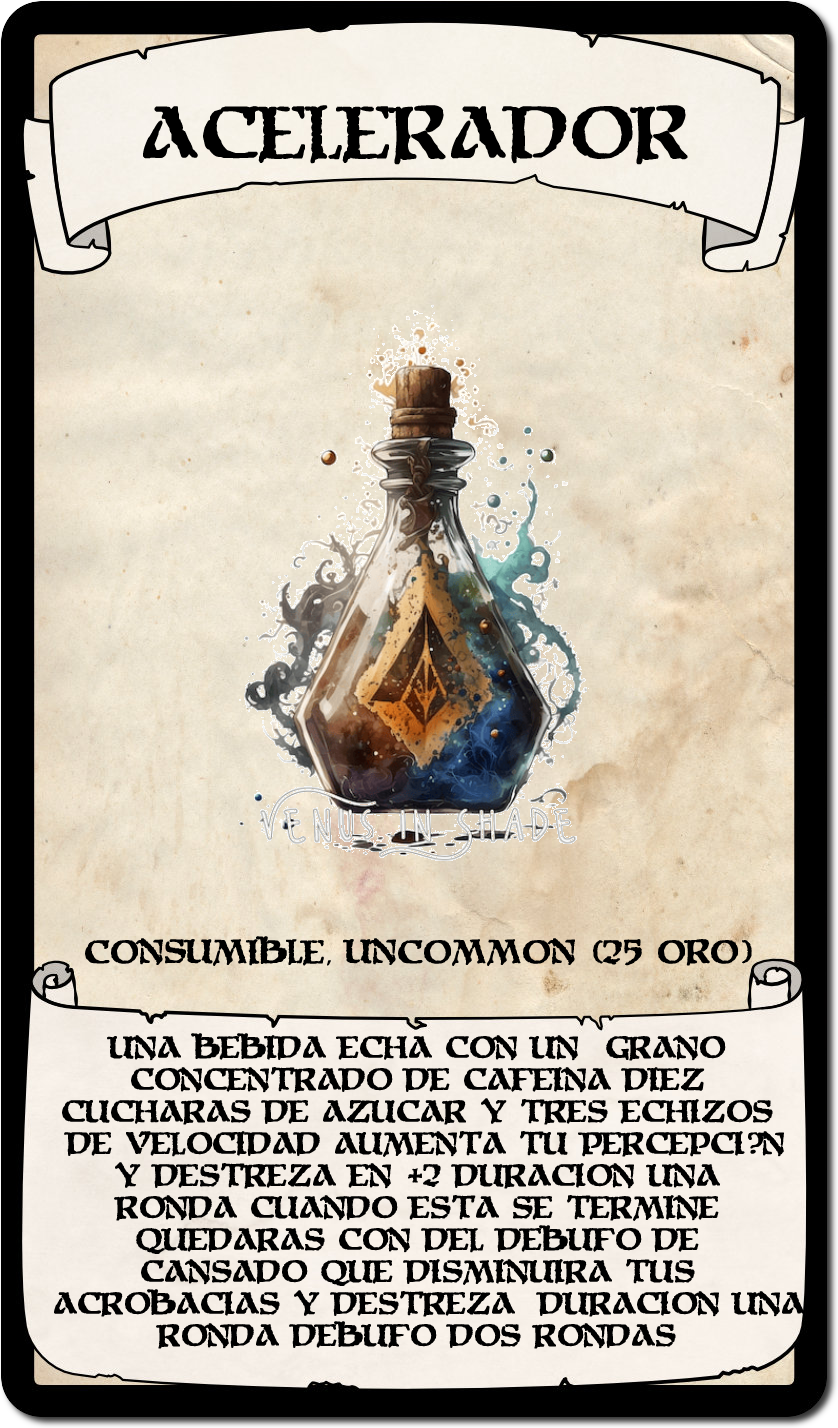 ACELERADOR
VENUS IN SHADE
CONSUMIBLE, UNCOMMON (25 ORO)
UNA BEBIDA ECHA CON UN GRANO
CONCENTRADO DE CAFEINA DIEZ
CUCHARAS DE AZUCAR Y TRES ECHIZOS
DE VELOCIDAD AUMENTA TU PERCEPCI?N
Y DESTREZA EN +2 DURACION UNA
RONDA CUANDO ESTA SE TERMINE
QUEDARAS CON DEL DEBUFO DE
CANSADO QUE DISMINUIRA TUS
ACROBACIAS Y DESTREZA DURACION UNA
RONDA DEBUFO DOS RONDAS